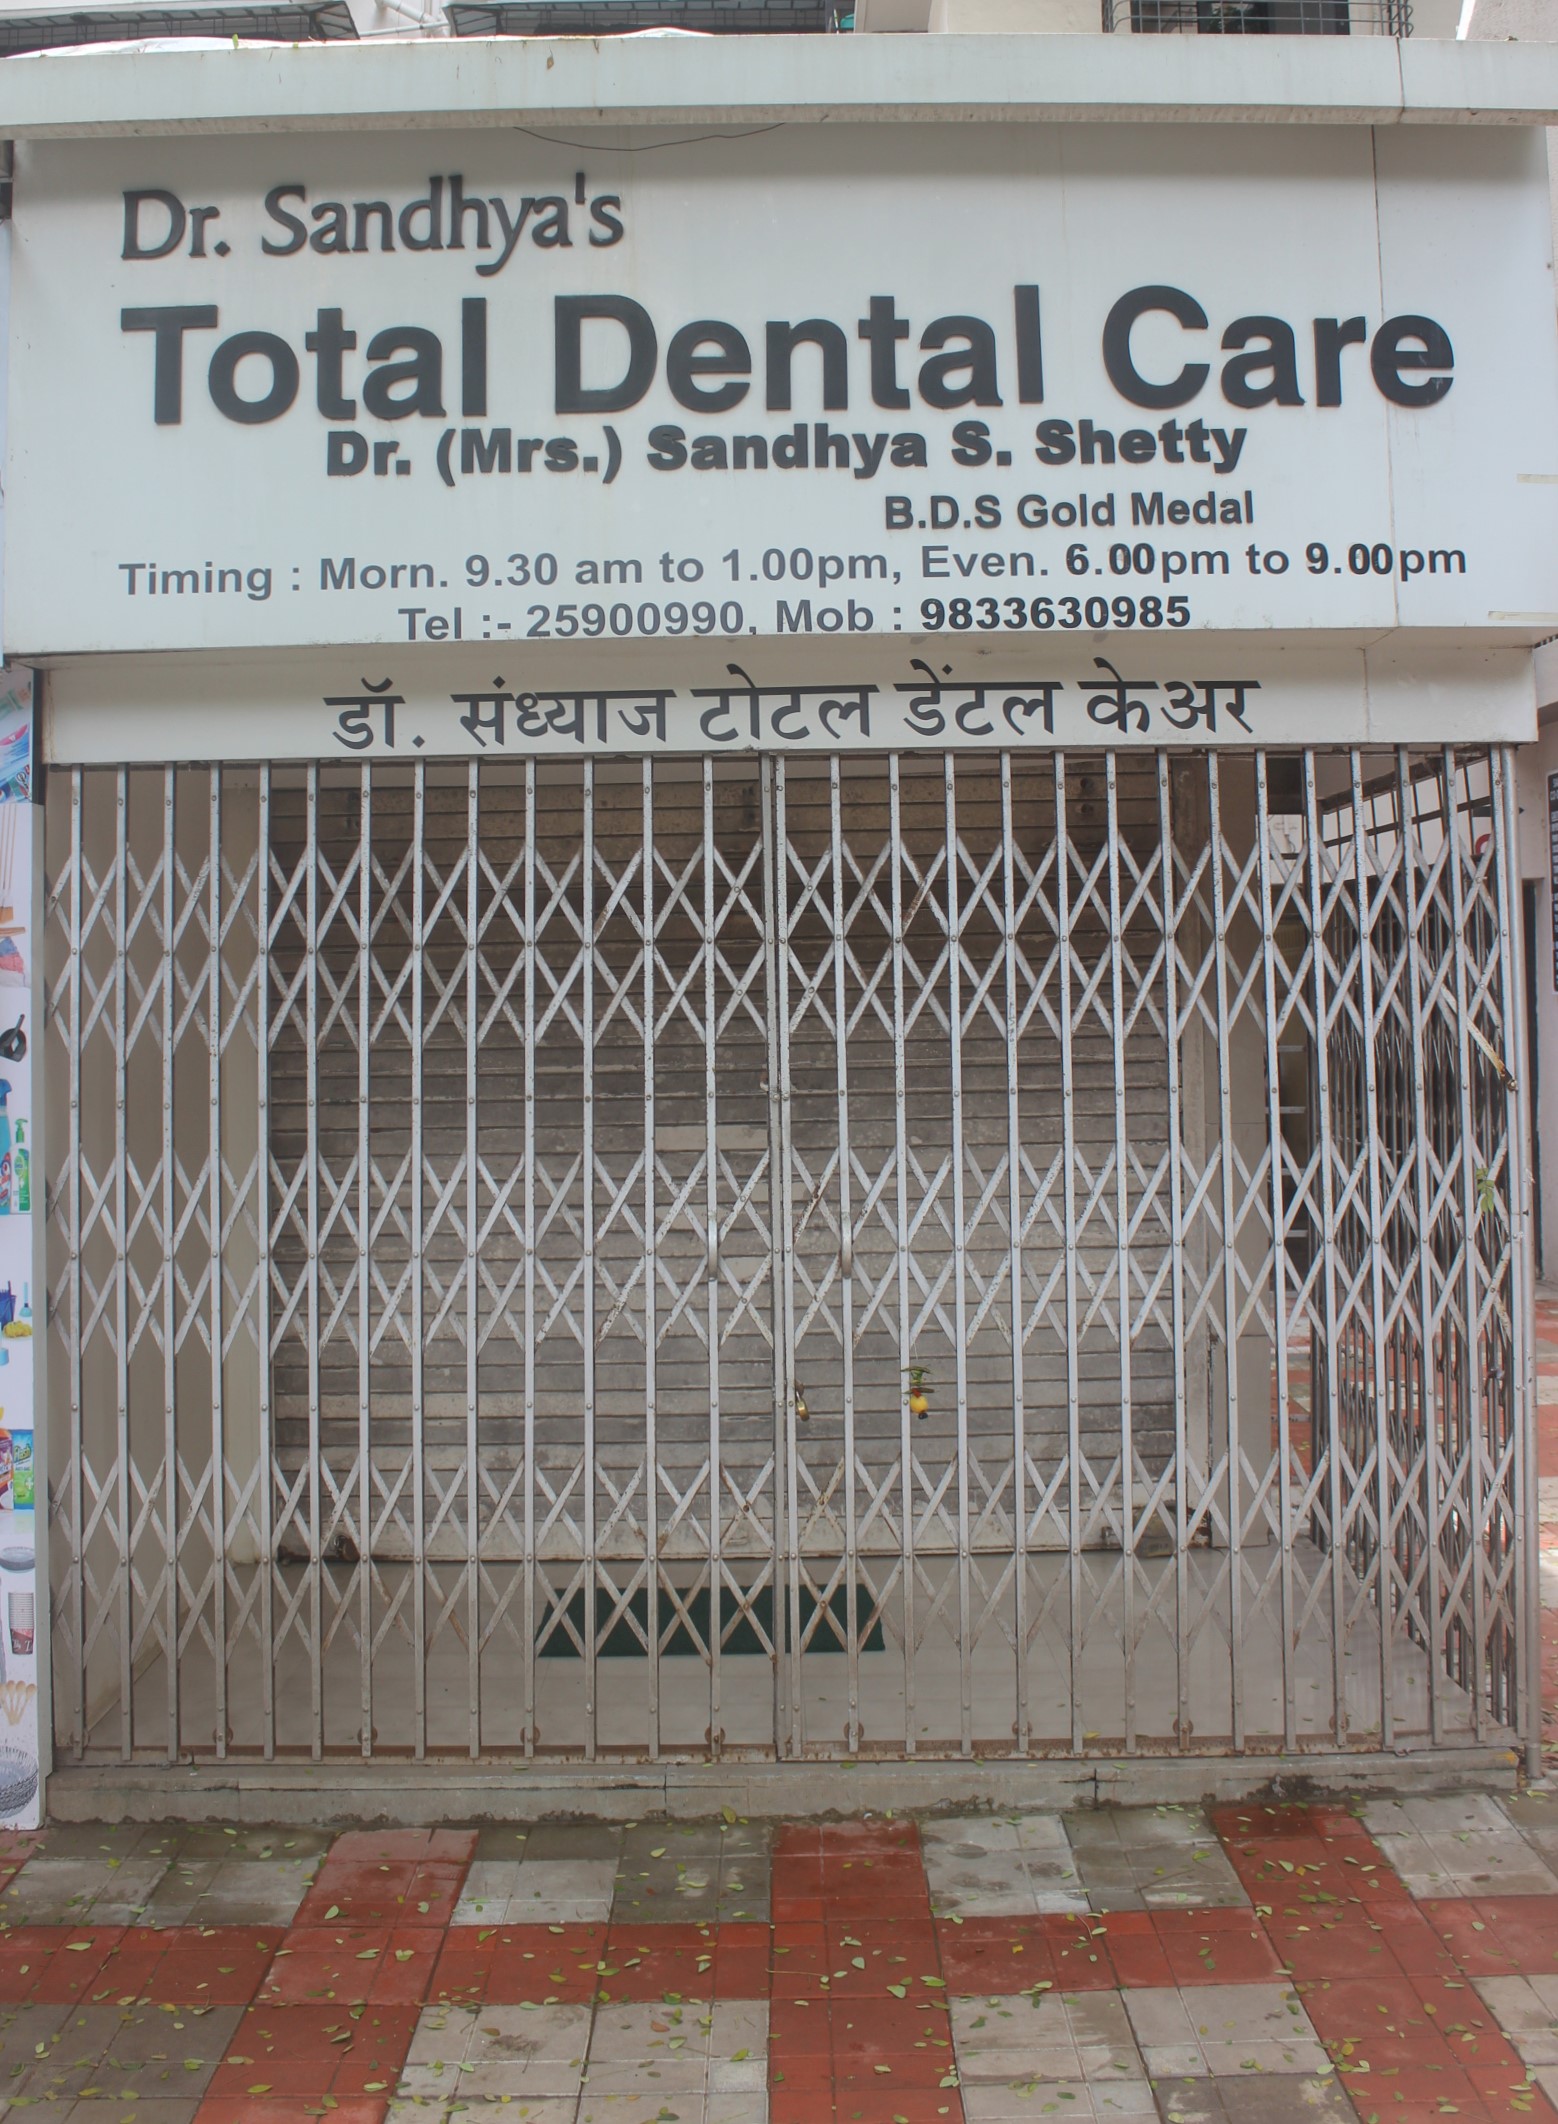 Dr. Sandhya's
Total Dental Care
Dr. (Mrs.) Sandhya S. Shetty
B.D.S Gold Medal
Timing : Morn. 9.30 am to 1.00pm, Even. 6.00pm to 9.00pm
Tel :- 25900990, Mob : 9833630985
डॉ. संध्याज टोटल डेंटल केअर